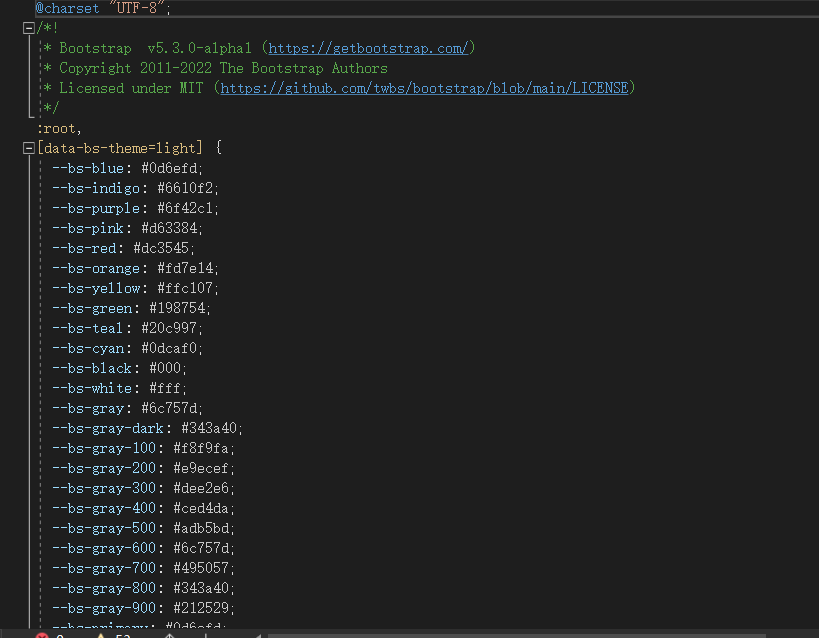 @charset "UTF-8";
/*!
* Bootstrap  v5.3.0-alpha1 (https://getbootstrap.com/)
* Copyright 2011-2022 The Bootstrap Authors
* Licensed under MIT (https://github.com/twbs/bootstrap/blob/main/LICENSE)
*/
:root,
[data-bs-theme=light] {
--bs-blue: #0d6efd;
--bs-indigo: #6610f2;
--bs-purple: #6f42c1;
--bs-pink: #d63384;
--bs-red: #dc3545;
--bs-orange: #fd7e14;
--bs-yellow: #ffc107;
--bs-green: #198754;
--bs-teal: #20c997;
--bs-cyan: #0dcaf0;
--bs-black: #000;
--bs-white: #fff;
--bs-gray: #6c757d;
--bs-gray-dark: #343a40;
--bs-gray-100: #f8f9fa;
--bs-gray-200: #e9ecef;
--bs-gray-300: #dee2e6;
--bs-gray-400: #ced4da;
--bs-gray-500: #adb5bd;
--bs-gray-600: #6c757d;
--bs-gray-700: #495057;
--bs-gray-800: #343a40;
--bs-gray-900: #212529;
--bs-primary: #0d6efd;